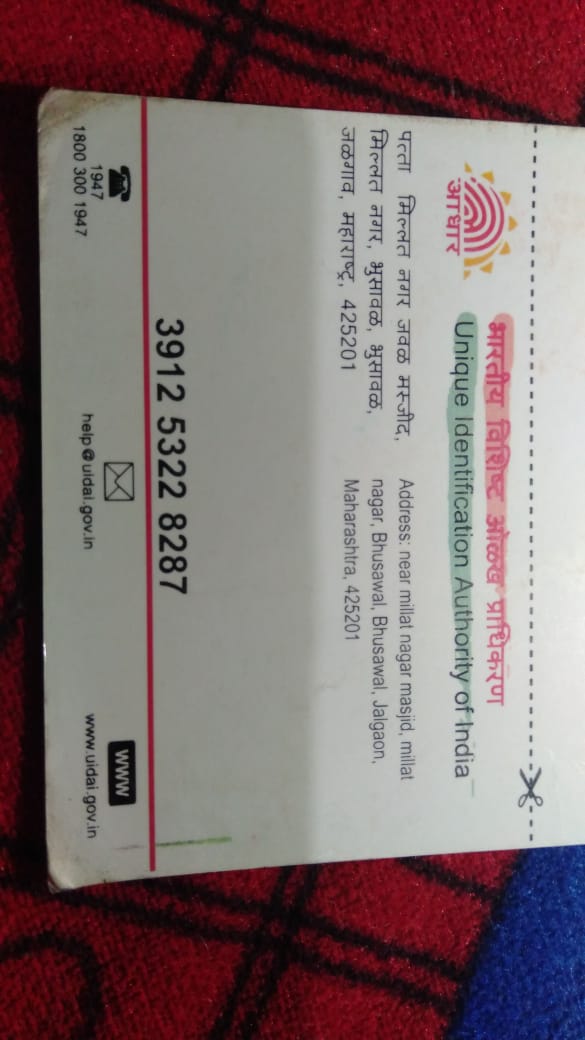 आधार
भारतीय विशिष्ट ओळख प्राधिकरण
Unique Identification Authority of India
पत्ता मिल्लत नगर जवळ मस्जीद,
मिल्लत नगर, भुसावळ, भुसावळ,
जळगाव, महाराष्ट्र, 425201
Address: near millat nagar masjid, millat
nagar, Bhusawal, Bhusawal, Jalgaon,
Maharashtra, 425201
3912 5322 8287
1947
1800 300 1947
help@uidai.gov.in
www
www.uidai.gov.in